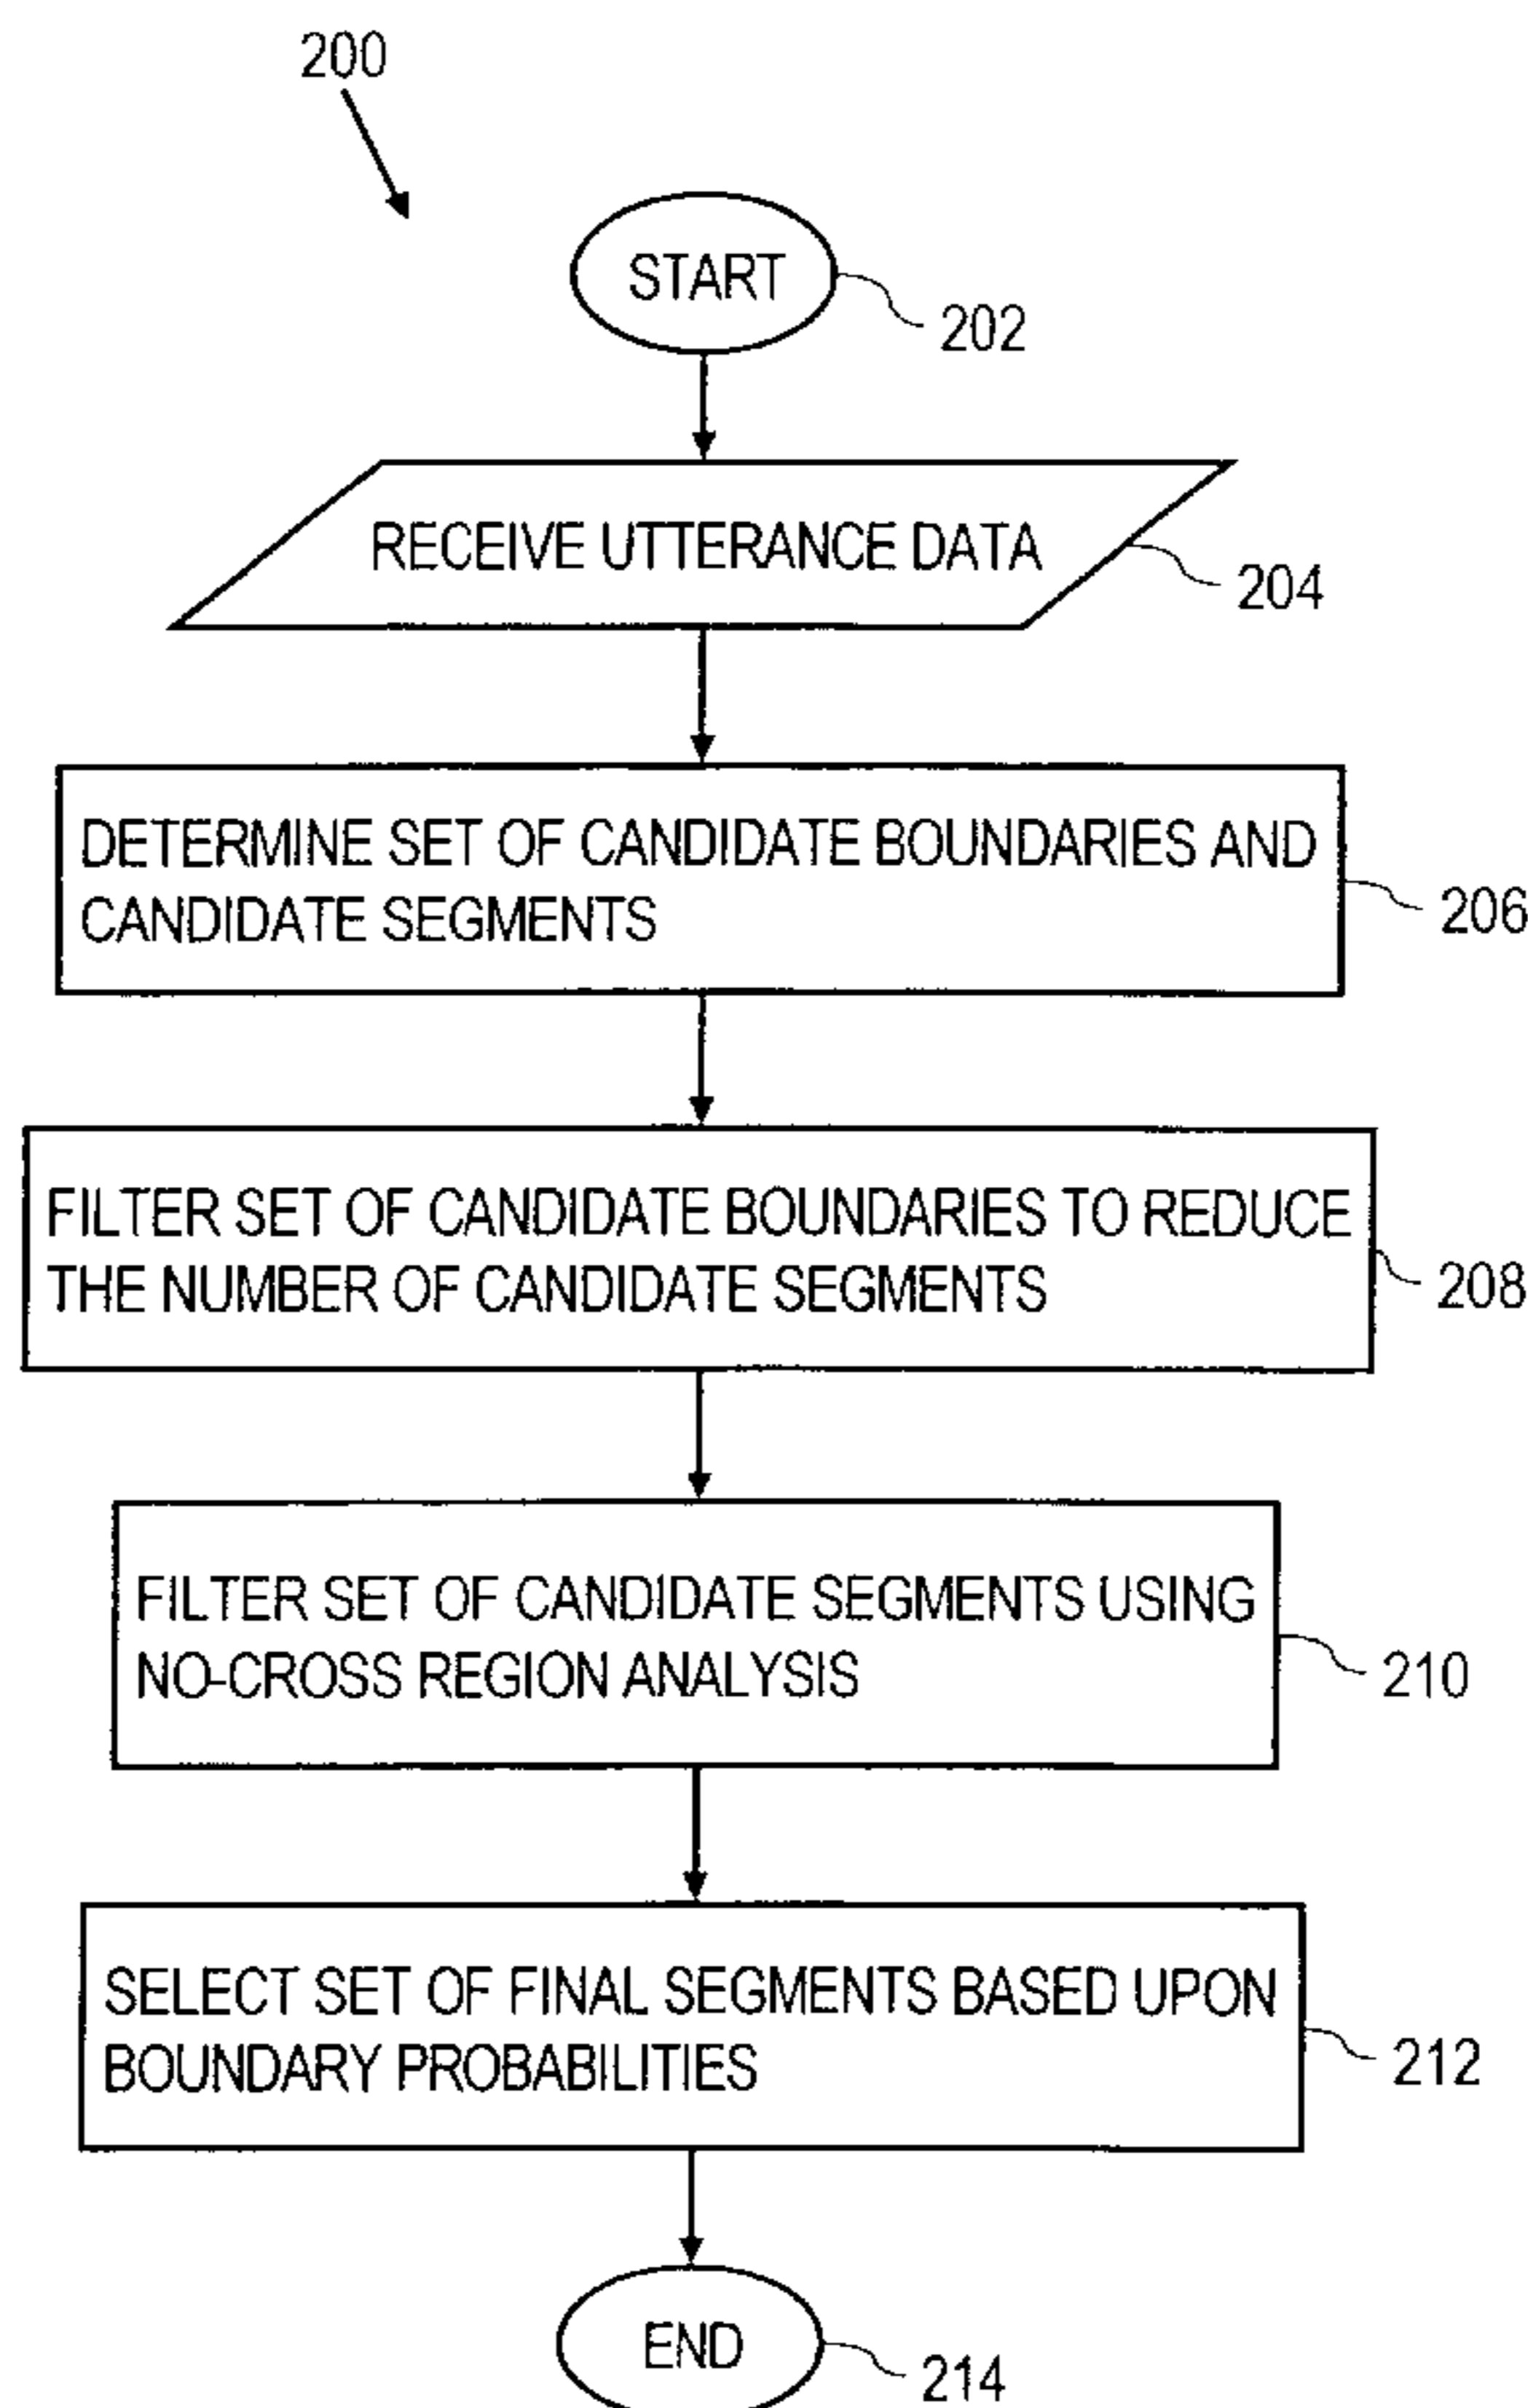 200
START
202
RECEIVE UTTERANCE DATA
204
DETERMINE SET OF CANDIDATE BOUNDARIES AND
CANDIDATE SEGMENTS
206
FILTER SET OF CANDIDATE BOUNDARIES TO REDUCE
THE NUMBER OF CANDIDATE SEGMENTS
208
FILTER SET OF CANDIDATE SEGMENTS USING
NO-CROSS REGION ANALYSIS
210
SELECT SET OF FINAL SEGMENTS BASED UPON
BOUNDARY PROBABILITIES
212
END
214